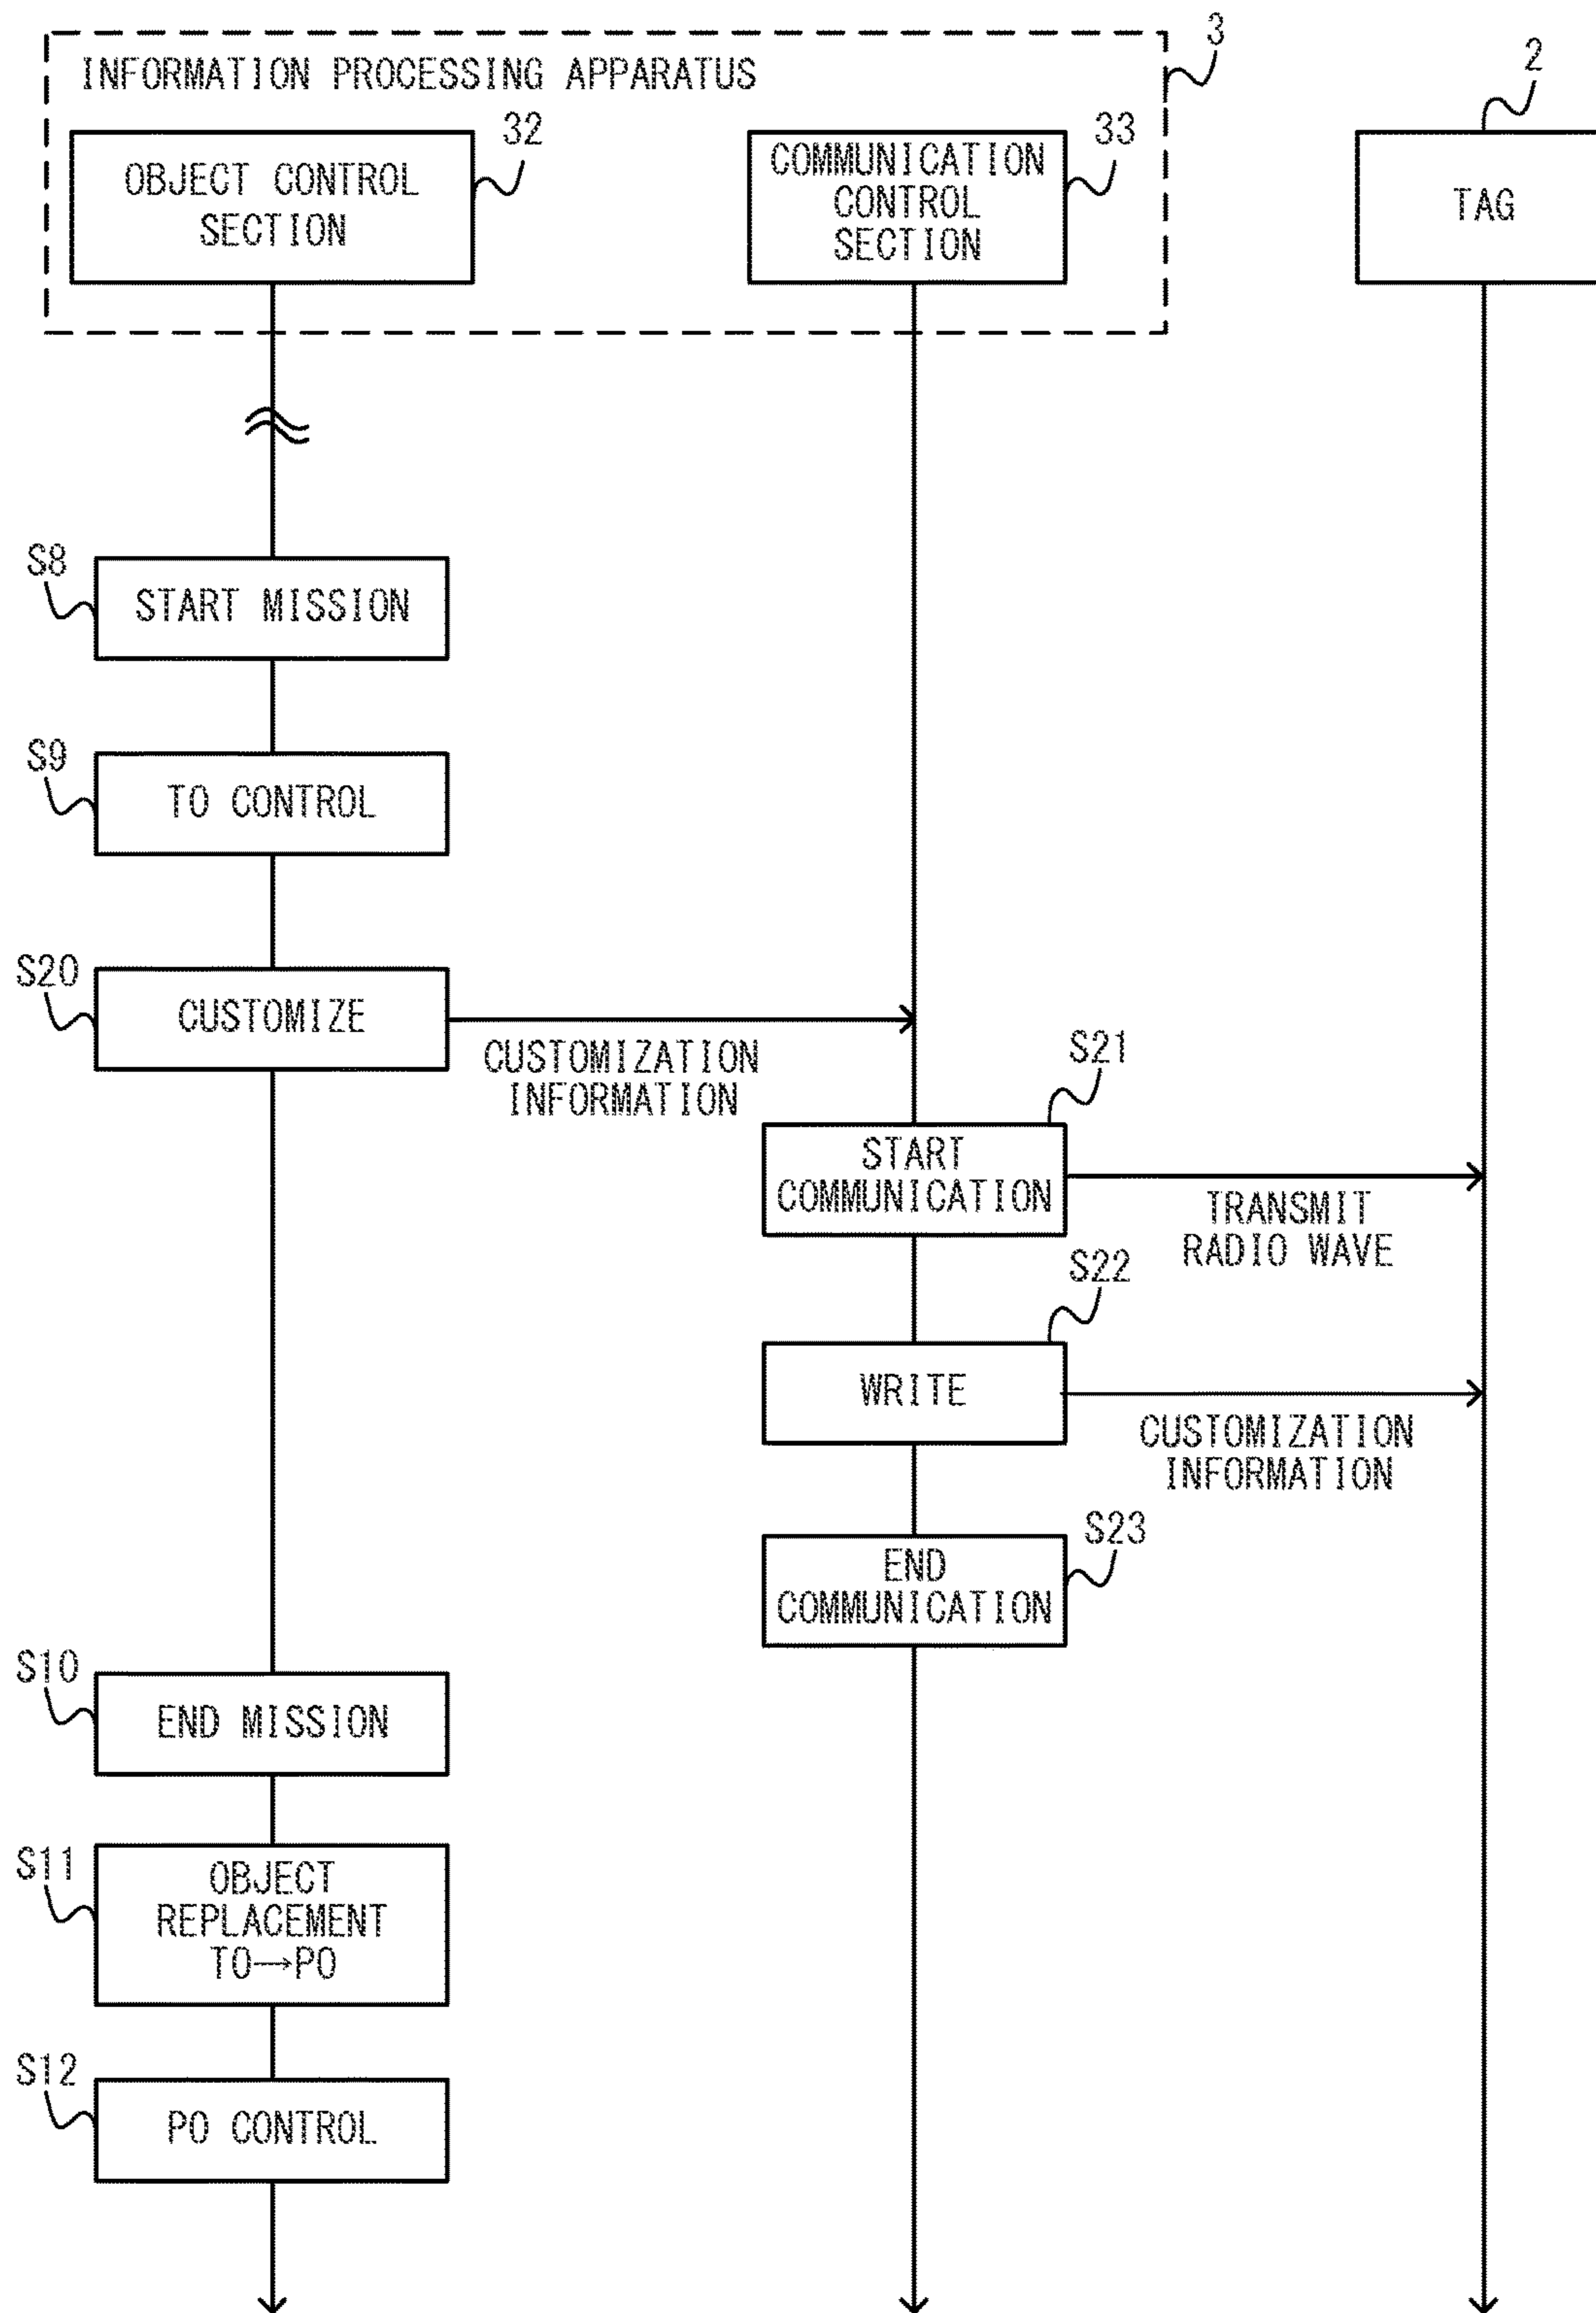 3
2
INFORMATION PROCESSING APPARATUS
32
33
OBJECT CONTROL
SECTION
COMMUNICATION
CONTROL
SECTION
TAG
S8
START MISSION
S9
TO CONTROL
S20
CUSTOMIZE
CUSTOMIZATION
INFORMATION
S21
START
COMMUNICATION
TRANSMIT
RADIO WAVE
S22
WRITE
CUSTOMIZATION
INFORMATION
S23
END
COMMUNICATION
S10
END MISSION
S11
OBJECT
REPLACEMENT
TO→PO
S12
PO CONTROL